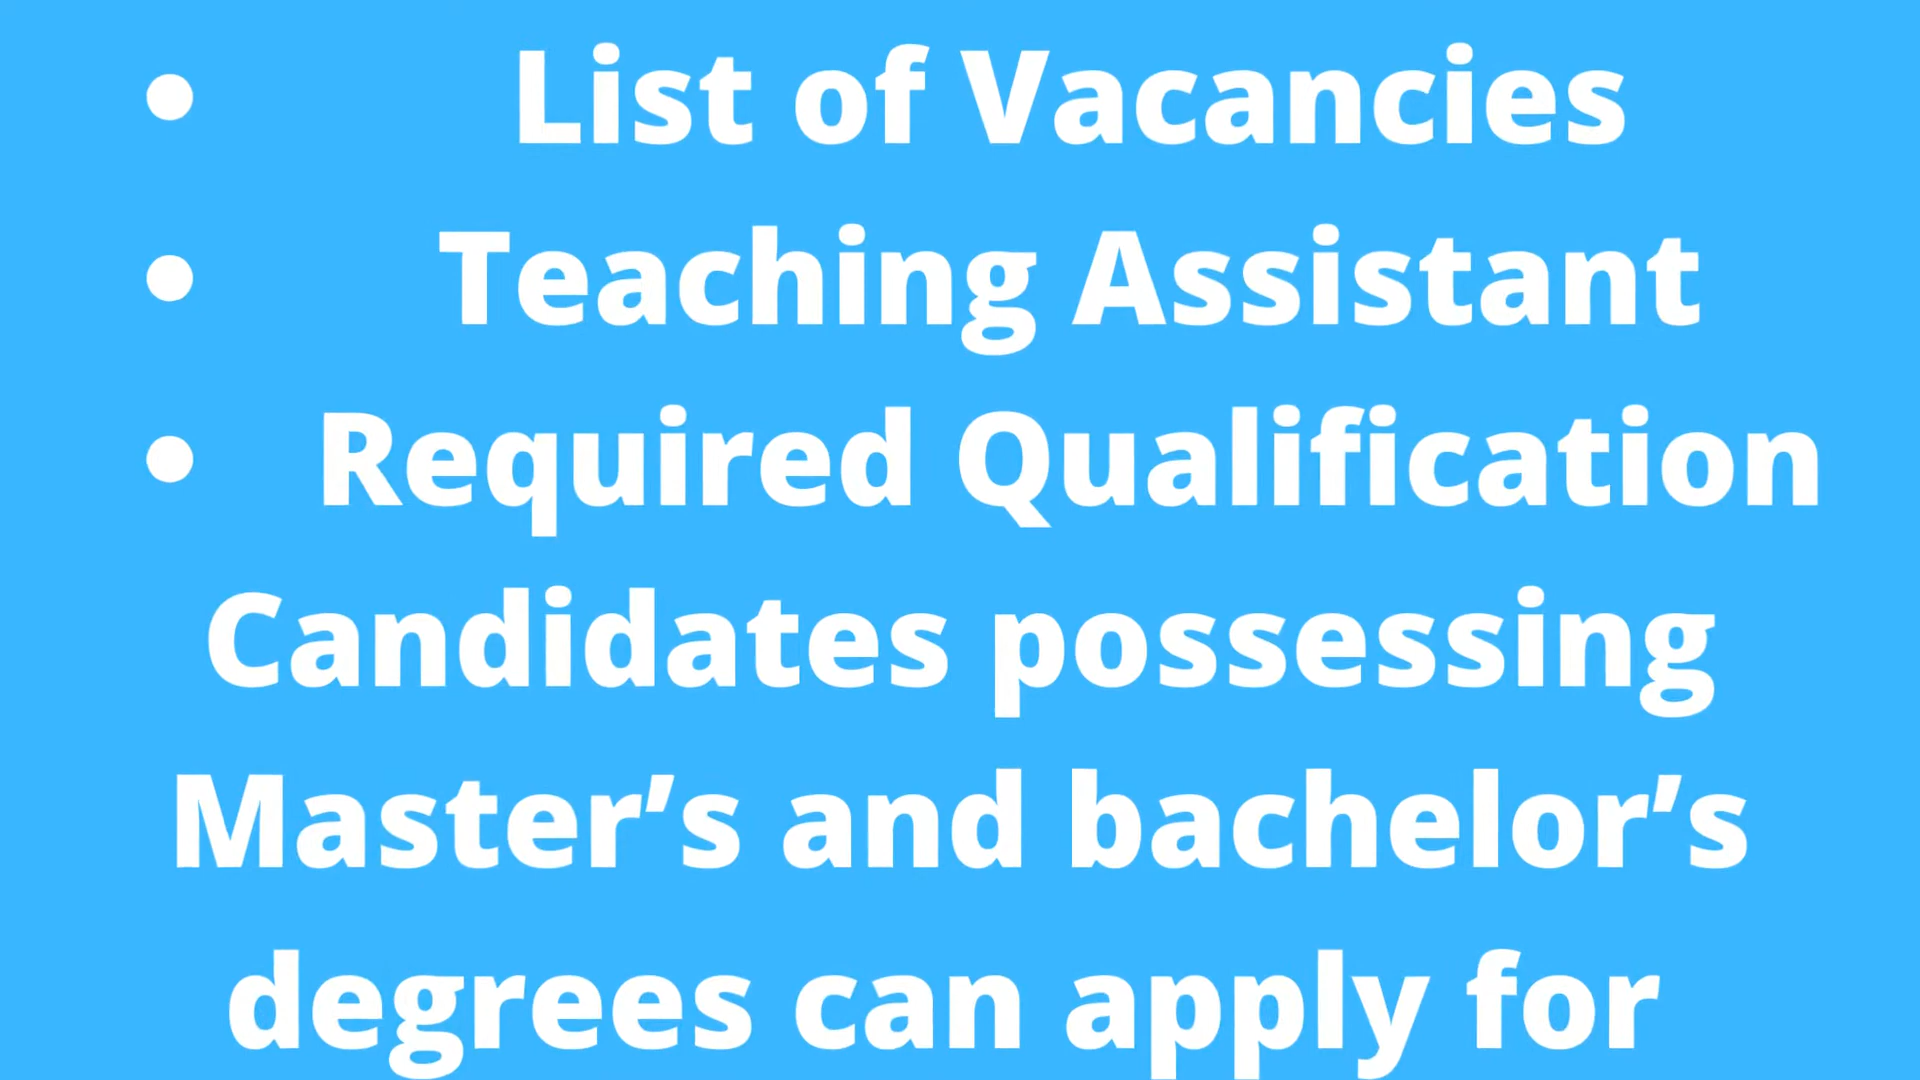 • List of Vacancies
• Teaching Assistant
• Required Qualification
Candidates possessing
Master’s and bachelor’s
degrees can apply for